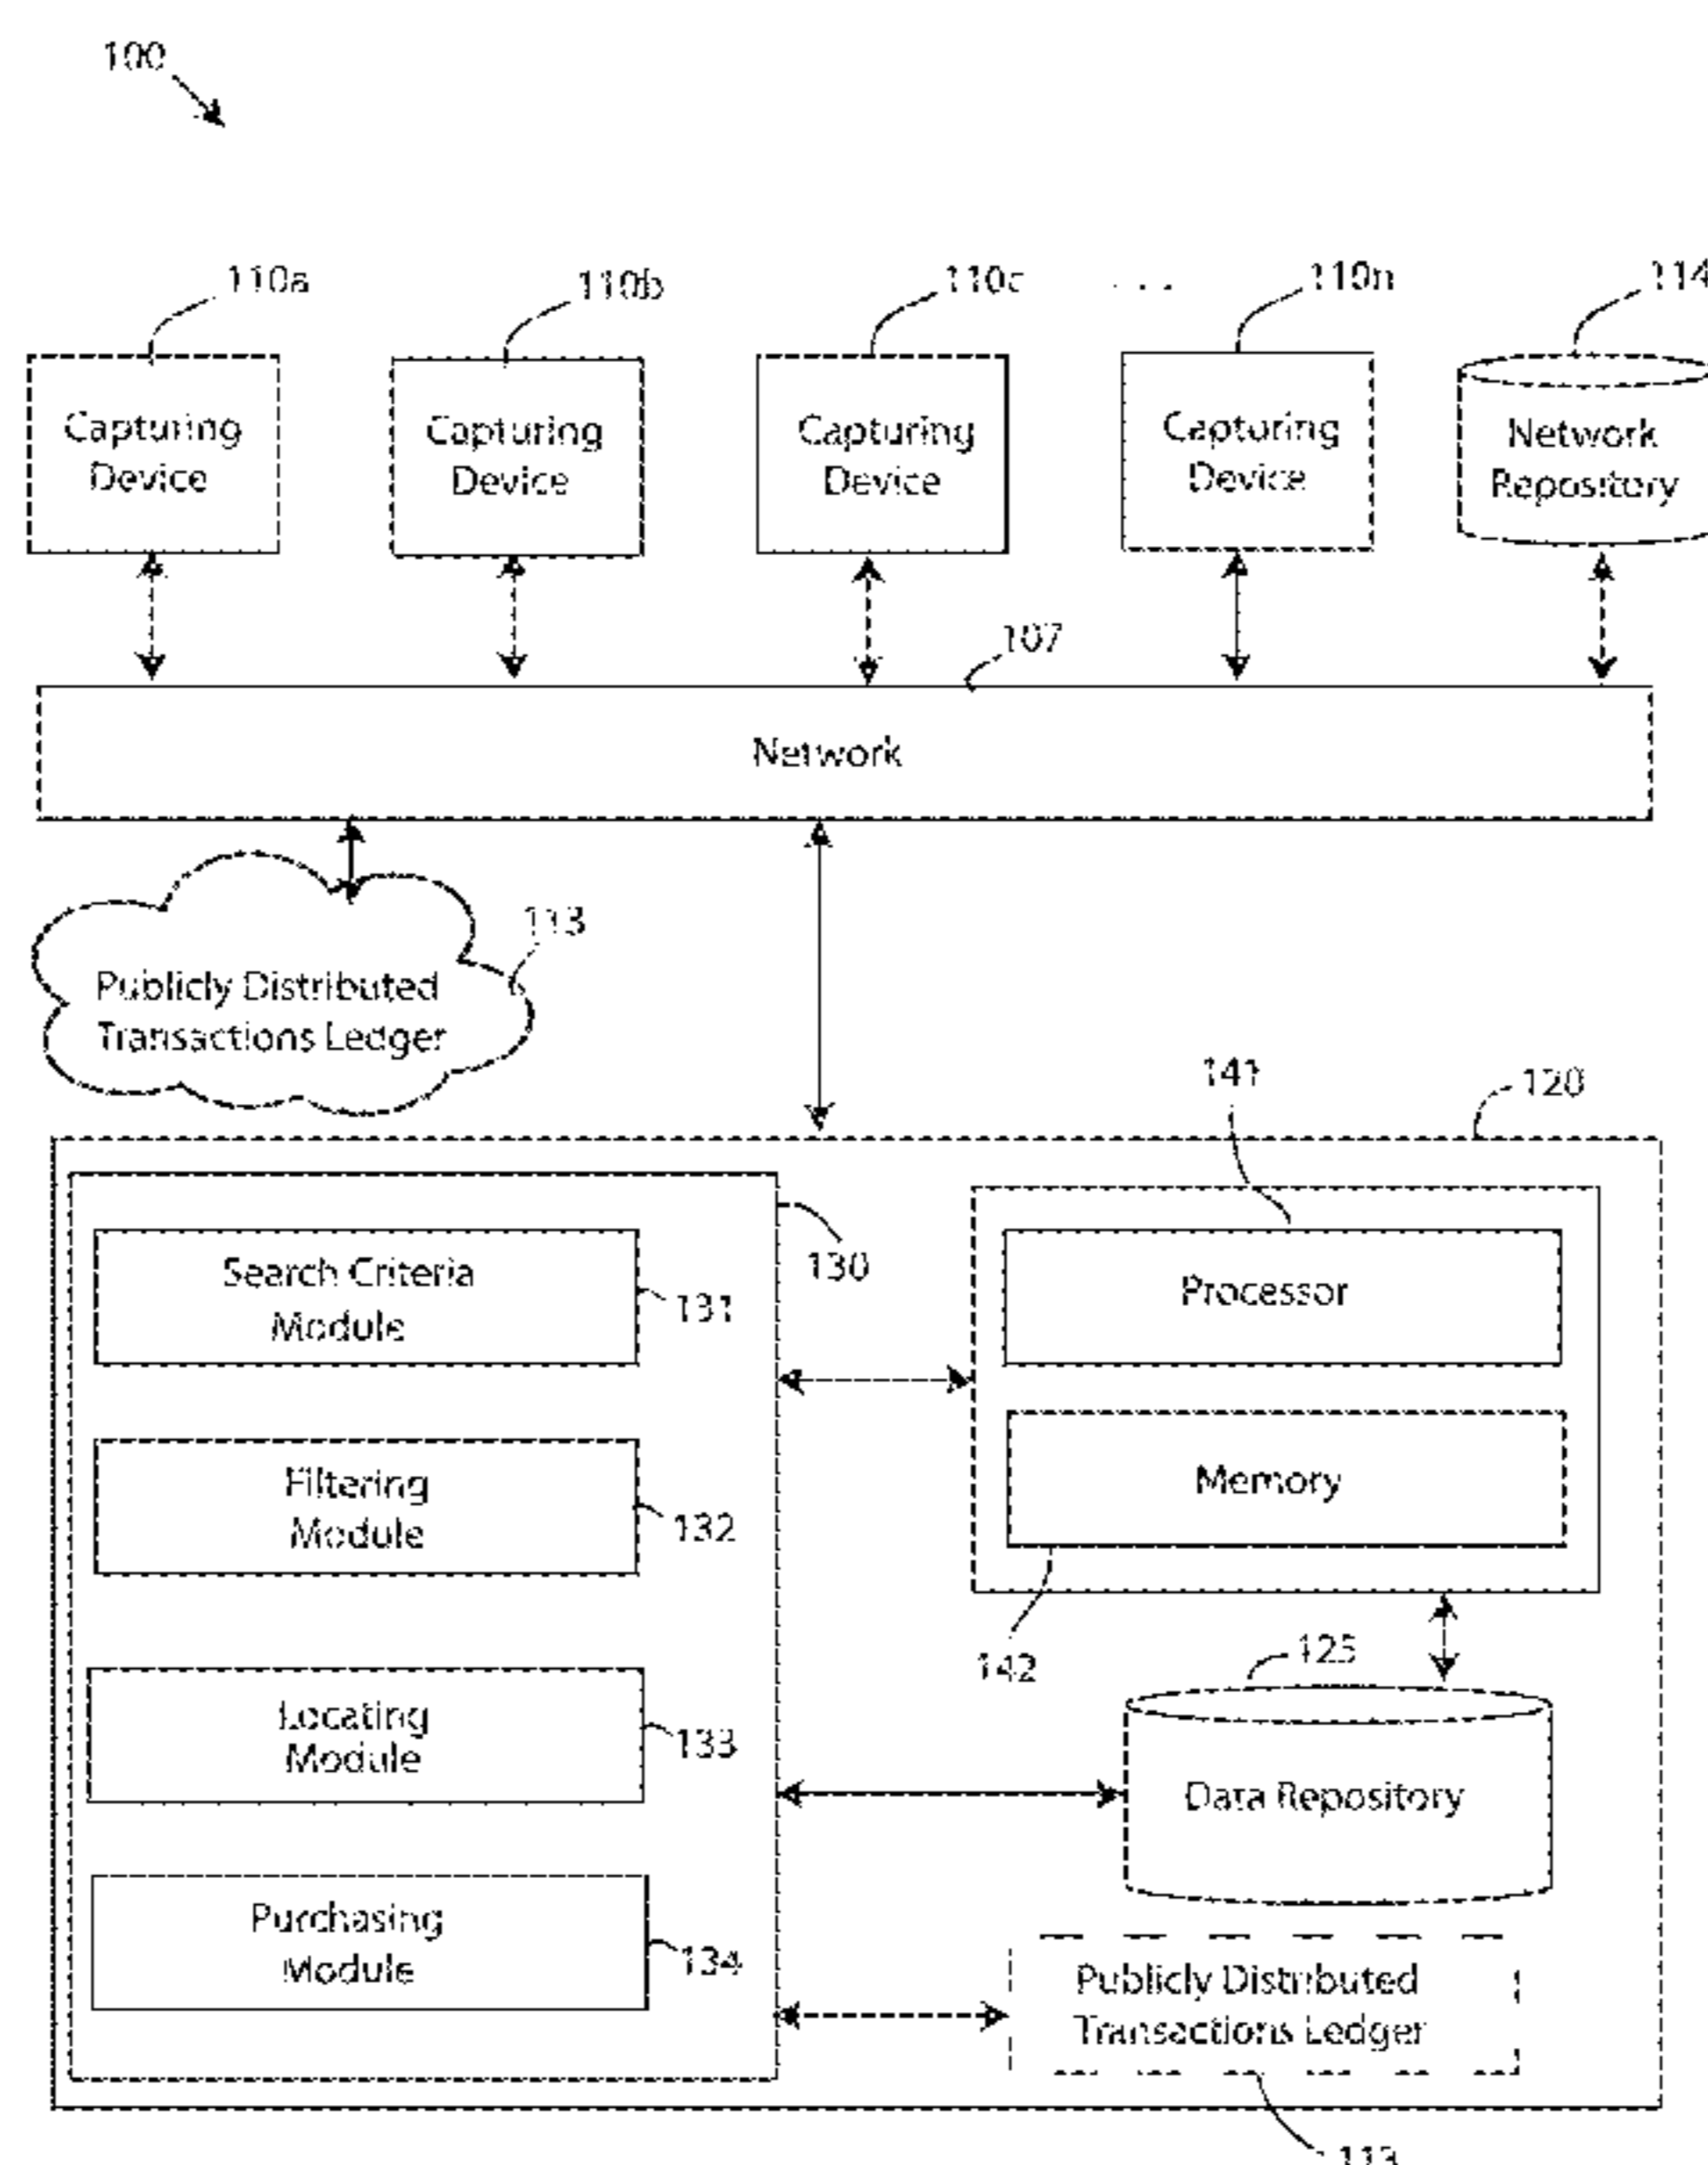 100
110a
110b
110c
. . .
110n
114
Capturing
Device
Capturing
Device
Capturing
Device
Capturing
Device
Network
Repository
107
Network
113
Publicly Distributed
Transactions Ledger
141
120
130
Search Criteria
Module
131
Processor
Filtering
Module
132
Memory
142
125
Locating
Module
133
Data Repository
Purchasing
Module
134
Publicly Distributed
Transactions Ledger
113